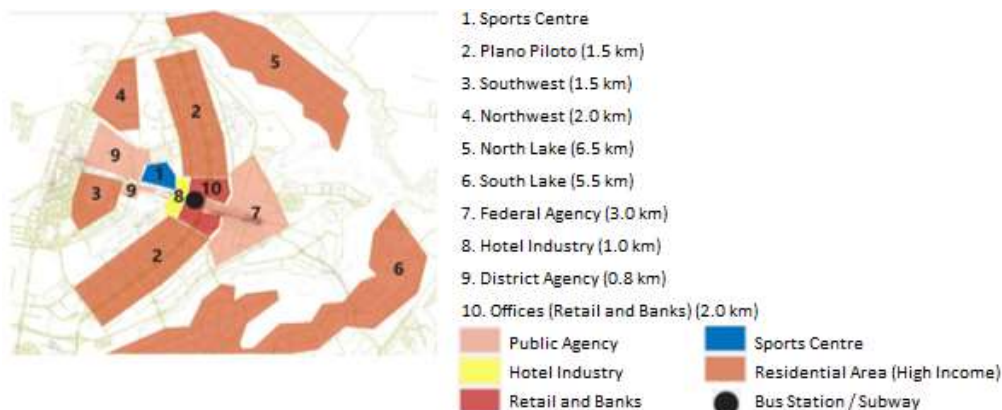 5
4
2
9
1
3
9
8
10
7
2
6
1. Sports Centre
2. Plano Piloto (1.5 km)
3. Southwest (1.5 km)
4. Northwest (2.0 km)
5. North Lake (6.5 km)
6. South Lake (5.5 km)
7. Federal Agency (3.0 km)
8. Hotel Industry (1.0 km)
9. District Agency (0.8 km)
10. Offices (Retail and Banks) (2.0 km)
Public Agency
Sports Centre
Hotel Industry
Residential Area (High Income)
Retail and Banks
Bus Station / Subway